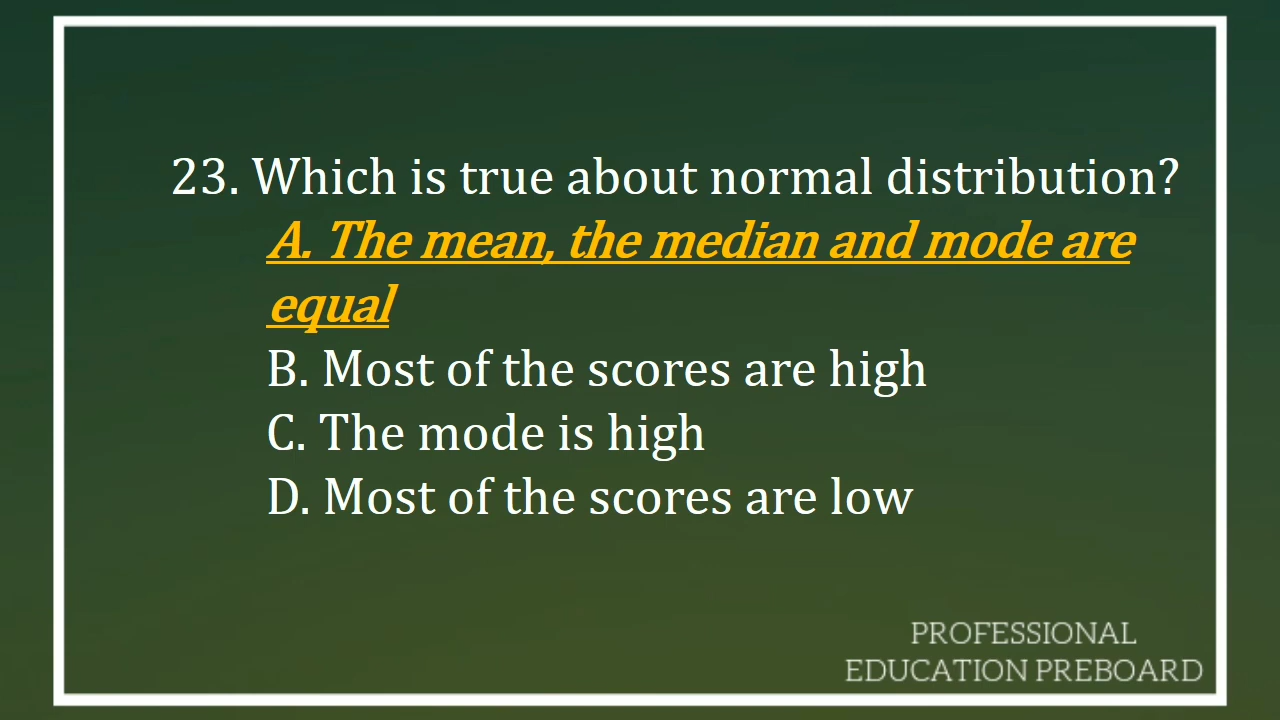 23. Which is true about normal distribution?
A. The mean, the median and mode are
equal
B. Most of the scores are high
C. The mode is high
D. Most of the scores are low
PROFESSIONAL
EDUCATION PREBOARD